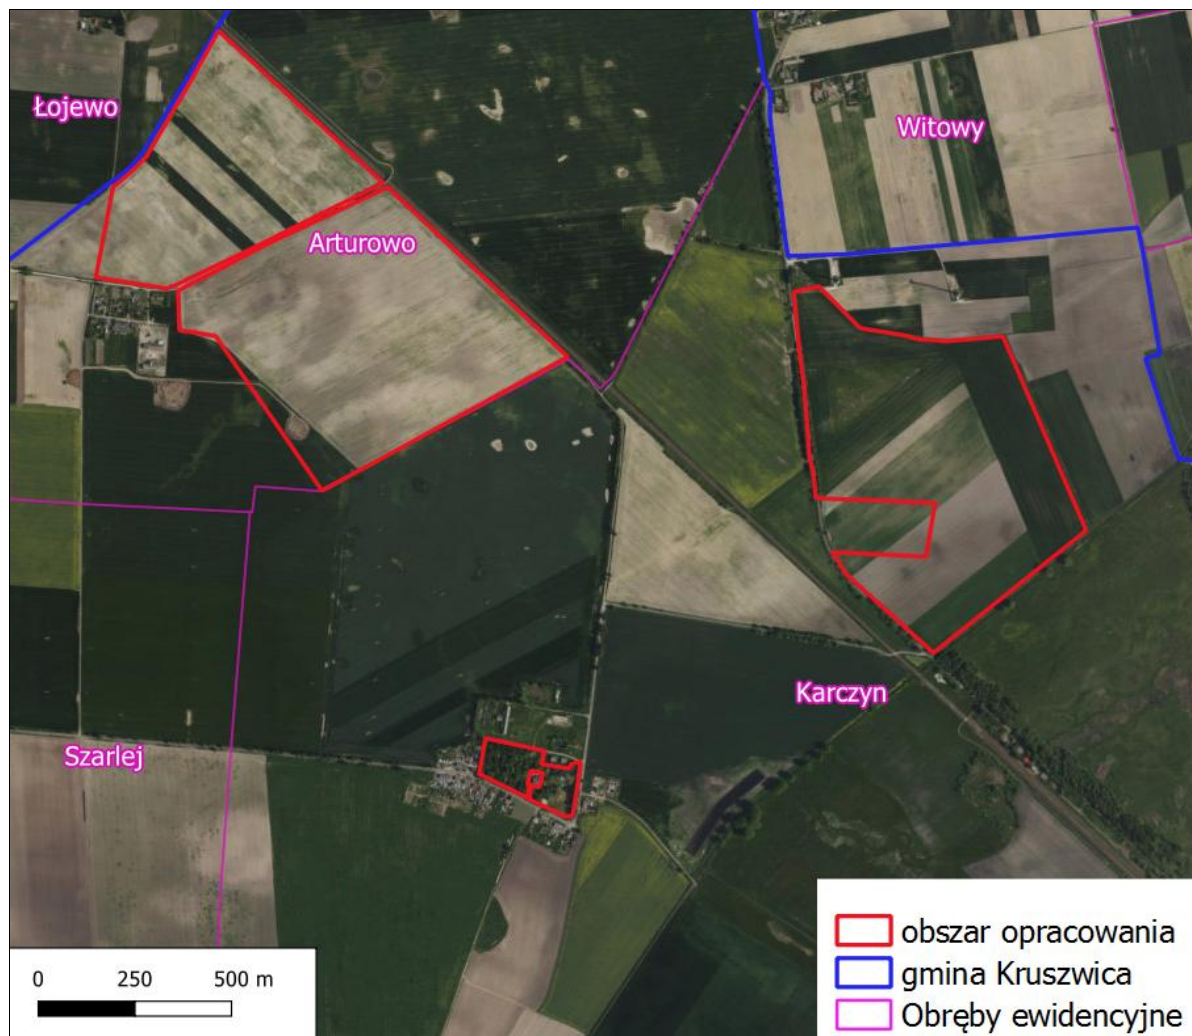 Łojewo
Witowy
Arturowo
Karczyn
Szarlej
0 250 500 m
obszar opracowania
gmina Kruszwica
Obręby ewidencyjne